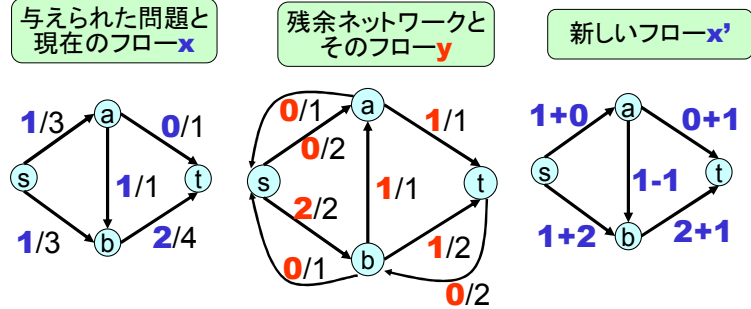 与えられた問題と
現在のフローx
1/3
a
0/1
s
1/1
t
1/3
b
2/4
残余ネットワークと
そのフローy
0/1
a
1/1
0/2
s
1/1
t
2/2
1/2
0/1
b
0/2
新しいフローx’
1+0
a
0+1
s
1-1
t
1+2
b
2+1